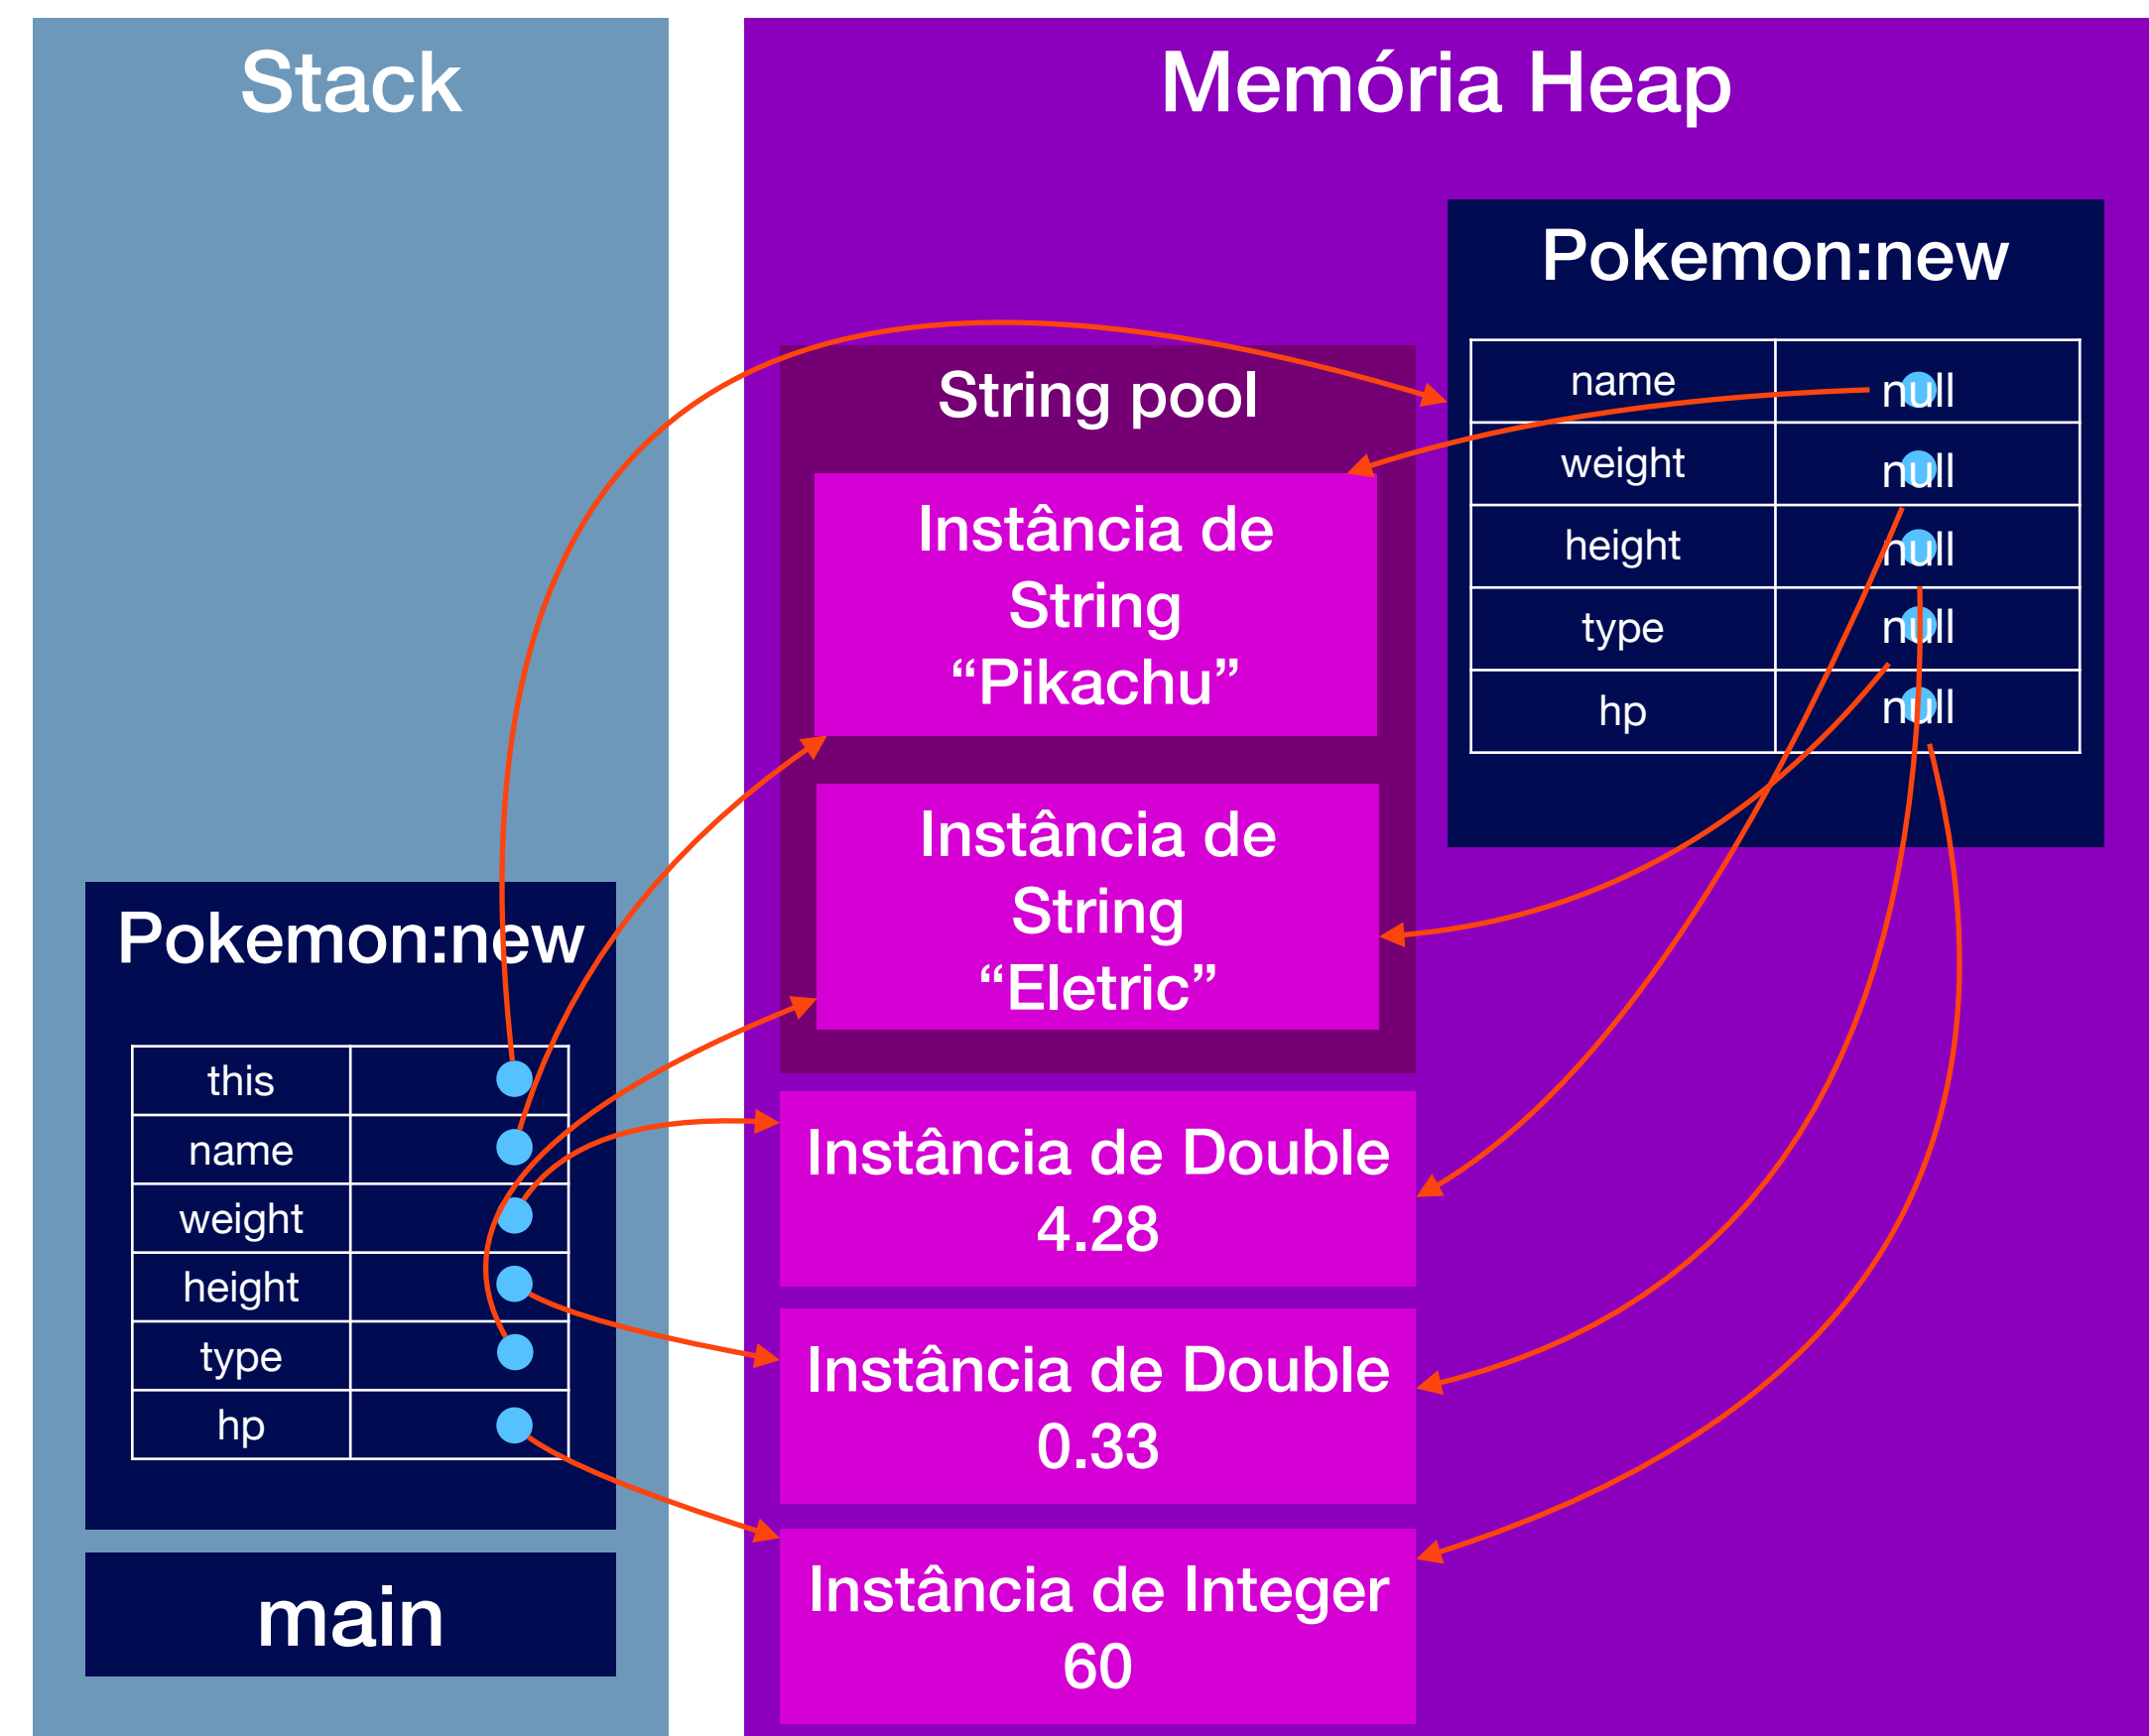 Stack
Pokemon:new
this
name
weight
height
type
hp
main
Memória Heap
String pool
Instância de
String
“Pikachu”
Instância de
String
“Eletric”
Instância de Double
4.28
Instância de Double
0.33
Instância de Integer
60
Pokemon:new
name null
weight null
height null
type null
hp null